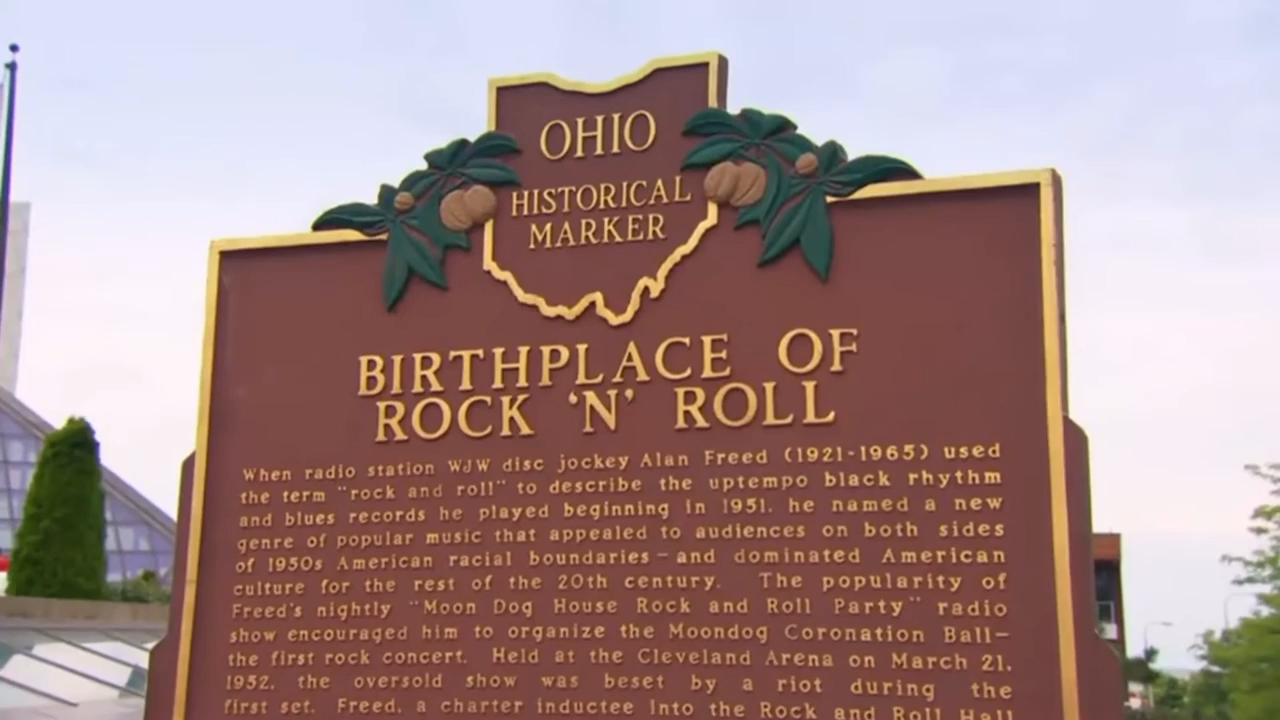 OHIO
HISTORICAL
MARKER
BIRTHPLACE OF
ROCK 'N' ROLL
When radio station WJW disc jockey Alan Freed (1921-1965) used
the term "rock and roll" to describe the uptempo black rhythm
and blues records he played beginning in 1951, he named a new
genre of popular music that appealed to audiences on both sides
of 1950s American racial boundaries—and dominated American
culture for the rest of the 20th century. The popularity of
Freed's nightly "Moon Dog House Rock and Roll Party" radio
show encouraged him to organize the Moondog Coronation Ball—
the first rock concert. Held at the Cleveland Arena on March 21,
1952, the oversold show was beset by a riot during the
first set. Freed, a charter inductee into the Rock and Roll Hall